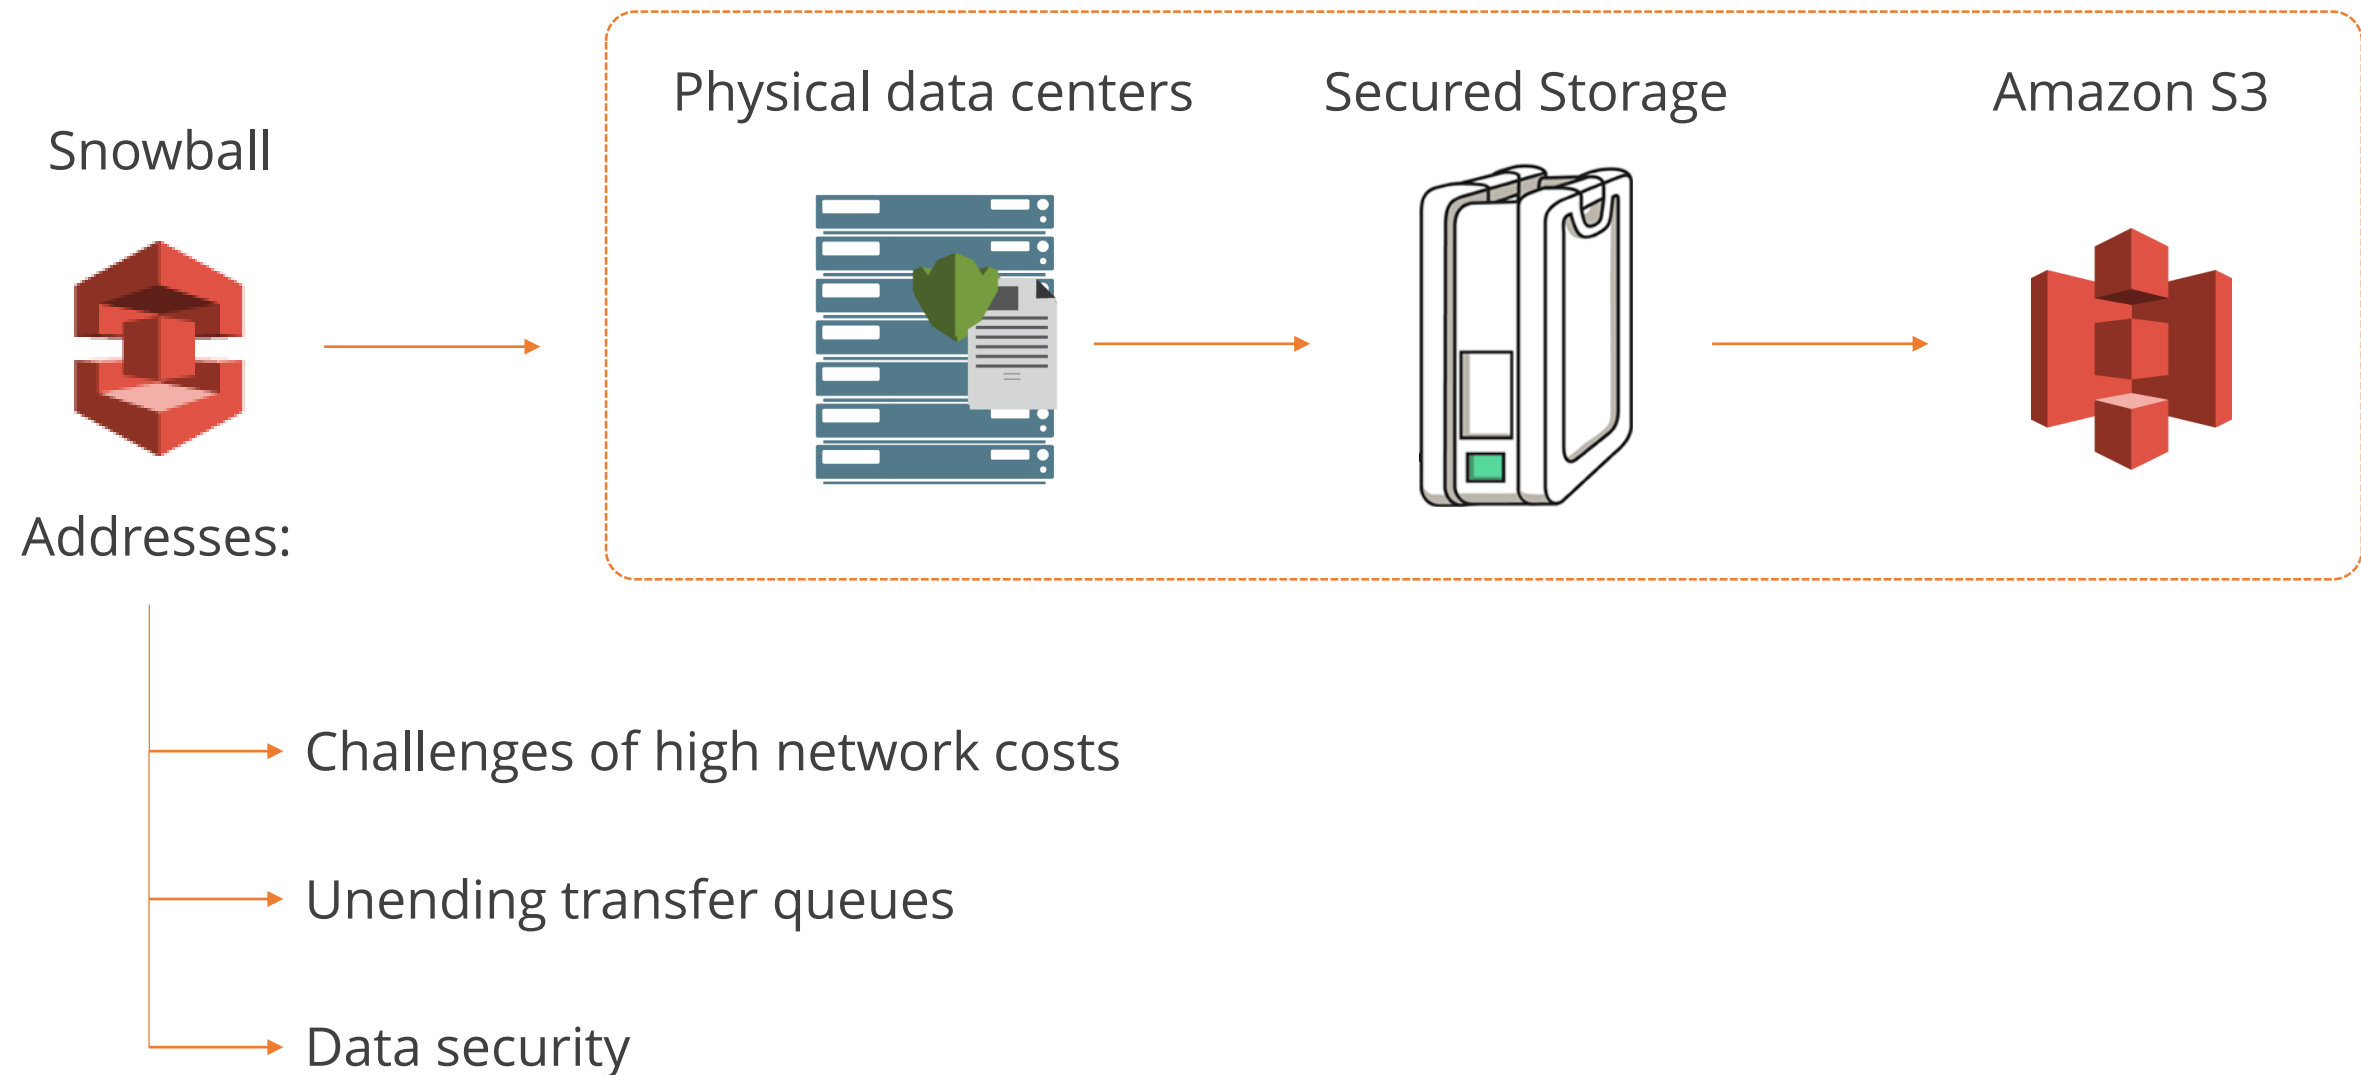 Snowball
Physical data centers
Secured Storage
Amazon S3
Addresses:
Challenges of high network costs
Unending transfer queues
Data security